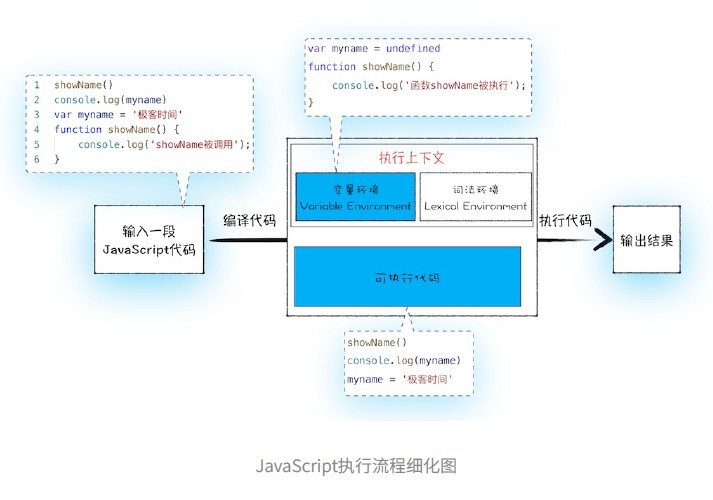 var myname = undefined
function showName() {
console.log('函数showName被执行');
}
1 showName()
2 console.log(myname)
3 var myname = '极客时间'
4 function showName() {
5 console.log('showName被调用');
6 }
执行上下文
变量环境
Variable Environment
词法环境
Lexical Environment
输入一段
JavaScript代码
编译代码
执行代码
输出结果
可执行代码
showName()
console.log(myname)
myname = '极客时间'
JavaScript执行流程细化图